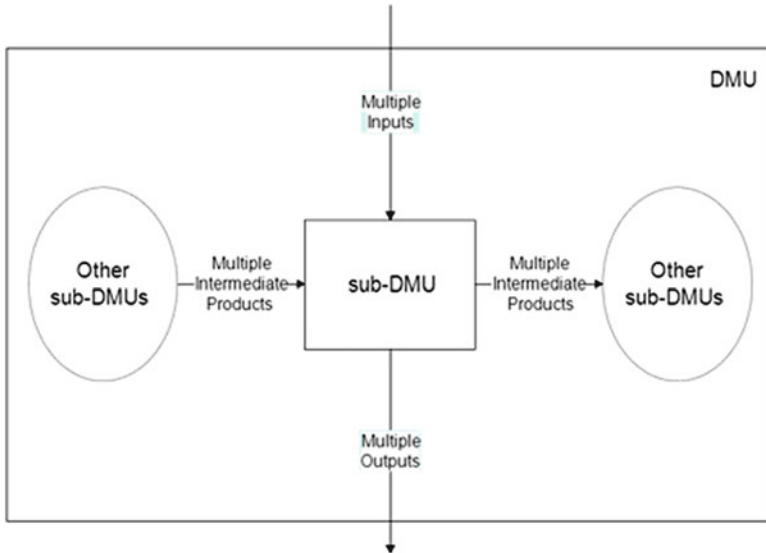 DMU
Multiple
Inputs
Other
sub-DMUs
Multiple
Intermediate
Products
sub-DMU
Multiple
Intermediate
Products
Other
sub-DMUs
Multiple
Outputs